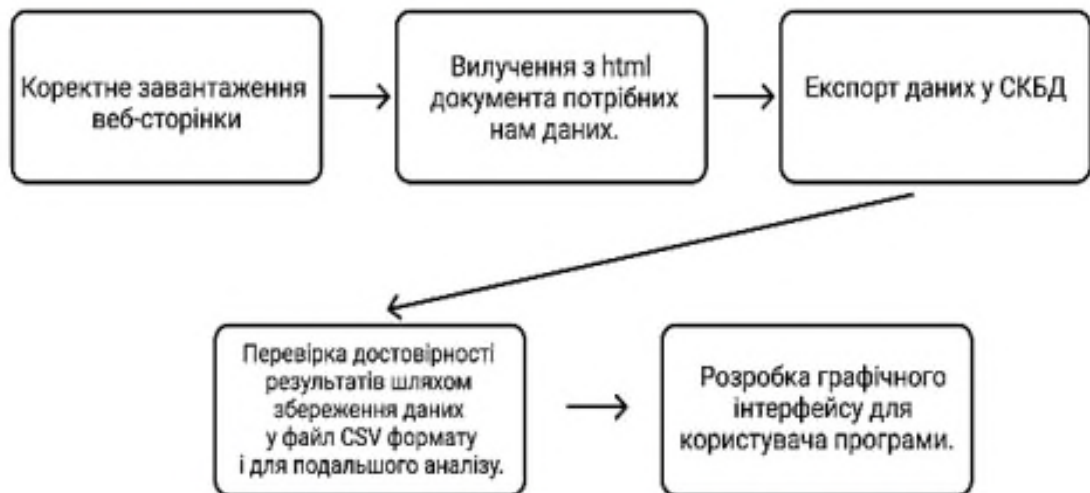 Коректне завантаження
веб-сторінки
Вилучення з html
документа потрібних
нам даних.
Експорт даних у СКБД
Перевірка достовірності
результатів шляхом
збереження даних
у файл CSV формату
і для подальшого аналізу.
Розробка графічного
інтерфейсу для
користувача програми.